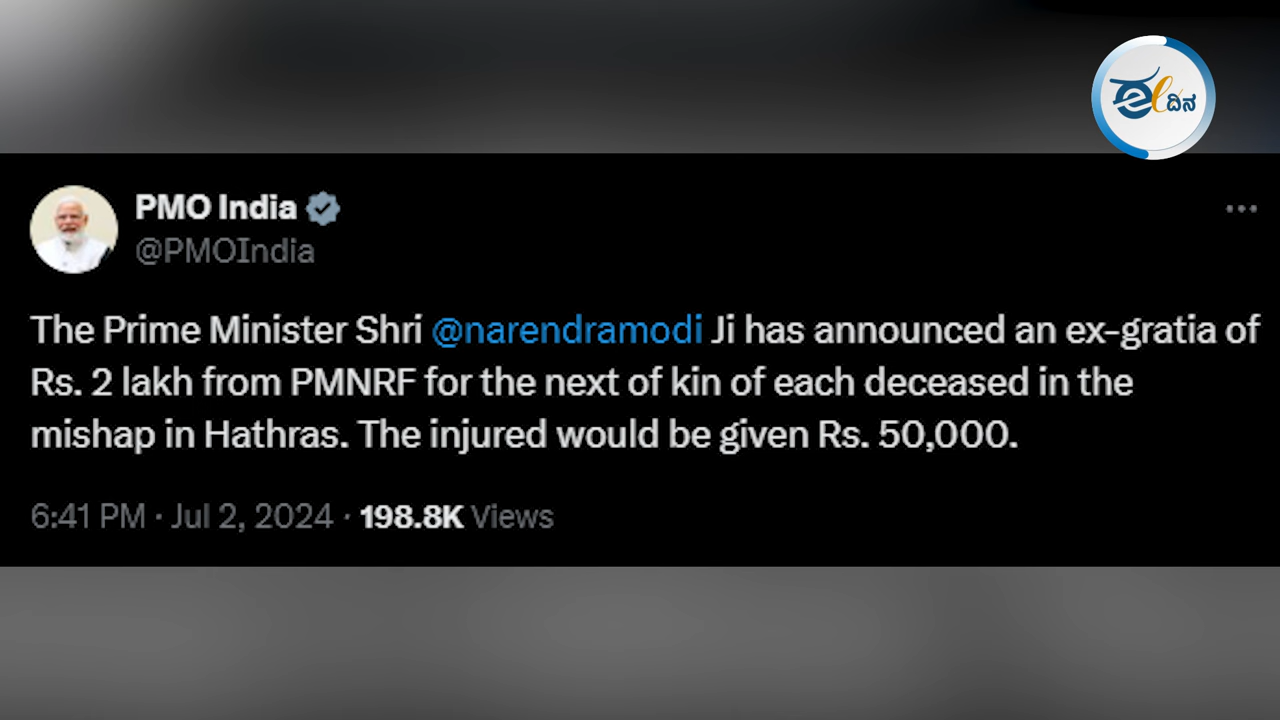 ಈ ದಿನ
PMO India
@PMOIndia
The Prime Minister Shri @narendramodi Ji has announced an ex-gratia of
Rs. 2 lakh from PMNRF for the next of kin of each deceased in the
mishap in Hathras. The injured would be given Rs. 50,000.
6:41 PM · Jul 2, 2024 · 198.8K Views